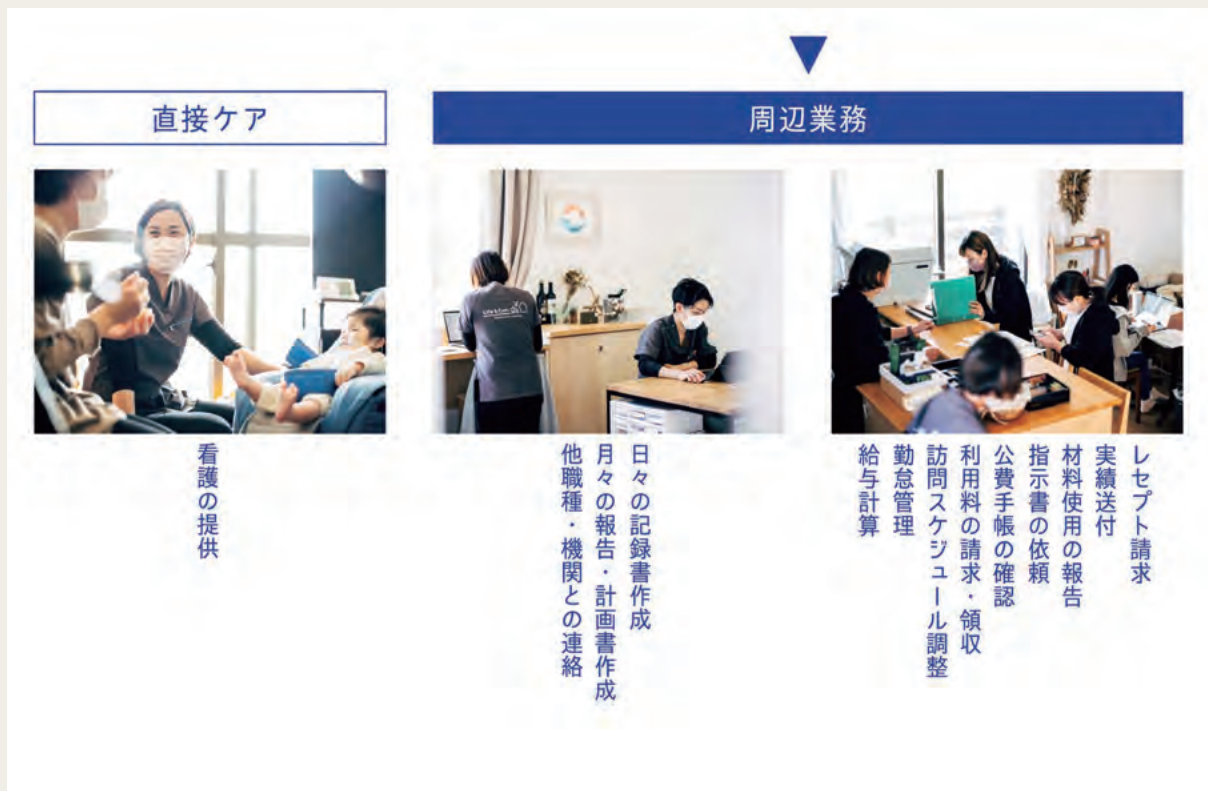 直接ケア
周辺業務
看護の提供
日々の記録書作成
月々の報告・計画書作成
他職種・機関との連絡
レセプト請求
実績送付
材料使用の報告
指示書の依頼
公費手帳の確認
利用料の請求・領収
訪問スケジュール調整
勤怠管理
給与計算